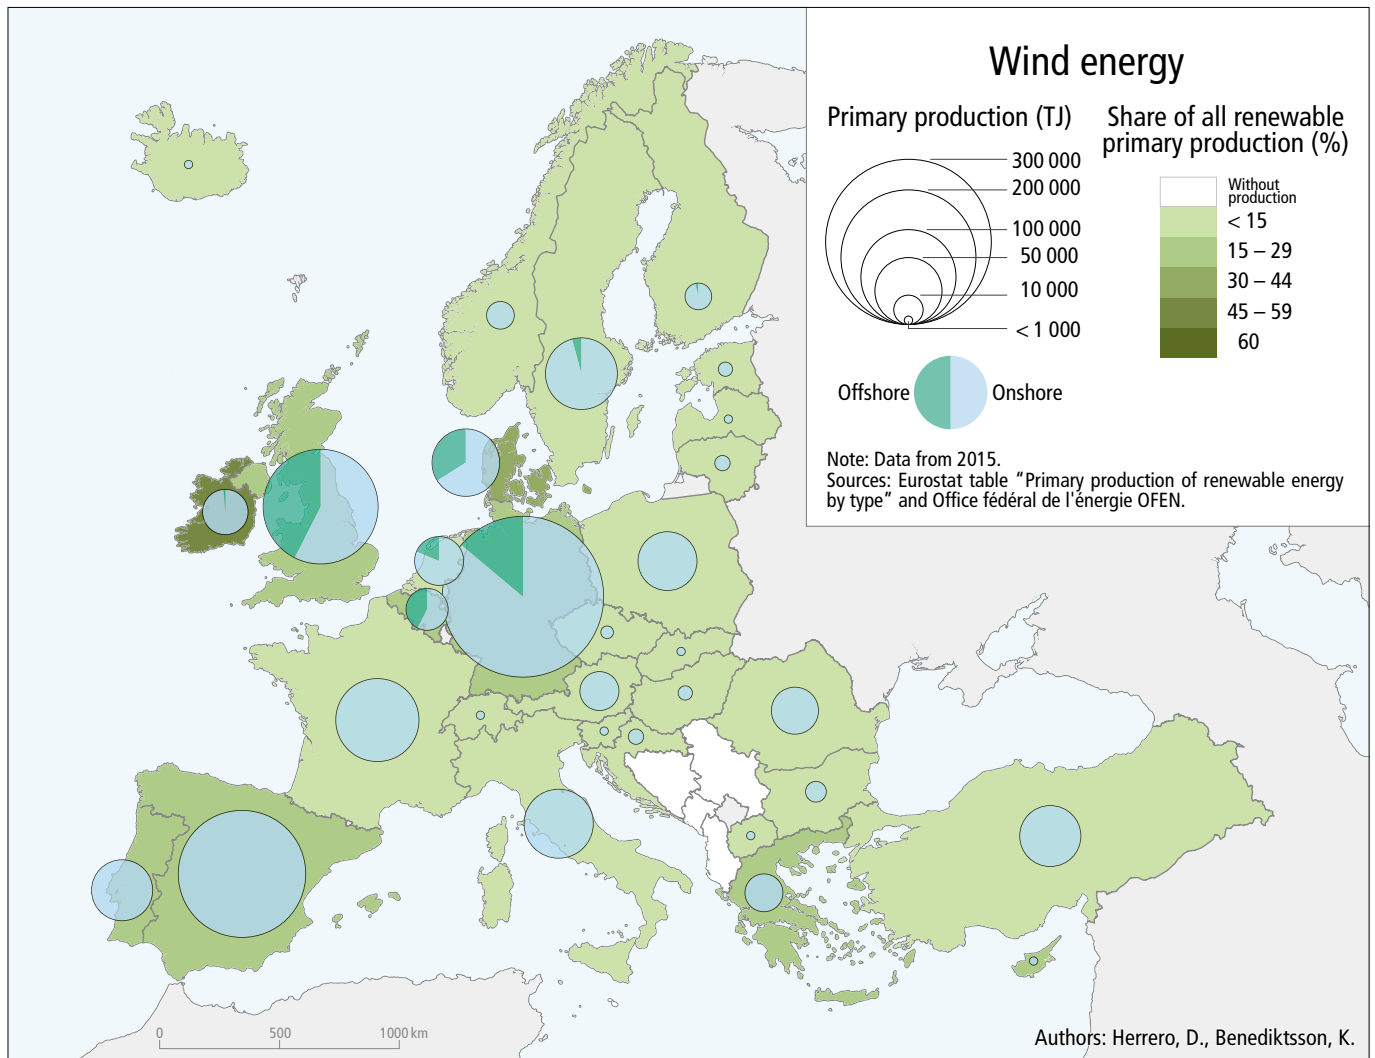 Wind energy
Primary production (TJ)
300 000
200 000
100 000
50 000
10 000
< 1 000
Share of all renewable
primary production (%)
Without
production
< 15
15 – 29
30 – 44
45 – 59
60
Offshore
Onshore
Note: Data from 2015.
Sources: Eurostat table “Primary production of renewable energy
by type” and Office fédéral de l'énergie OFEN.
0
500
1000 km
Authors: Herrero, D., Benediktsson, K.